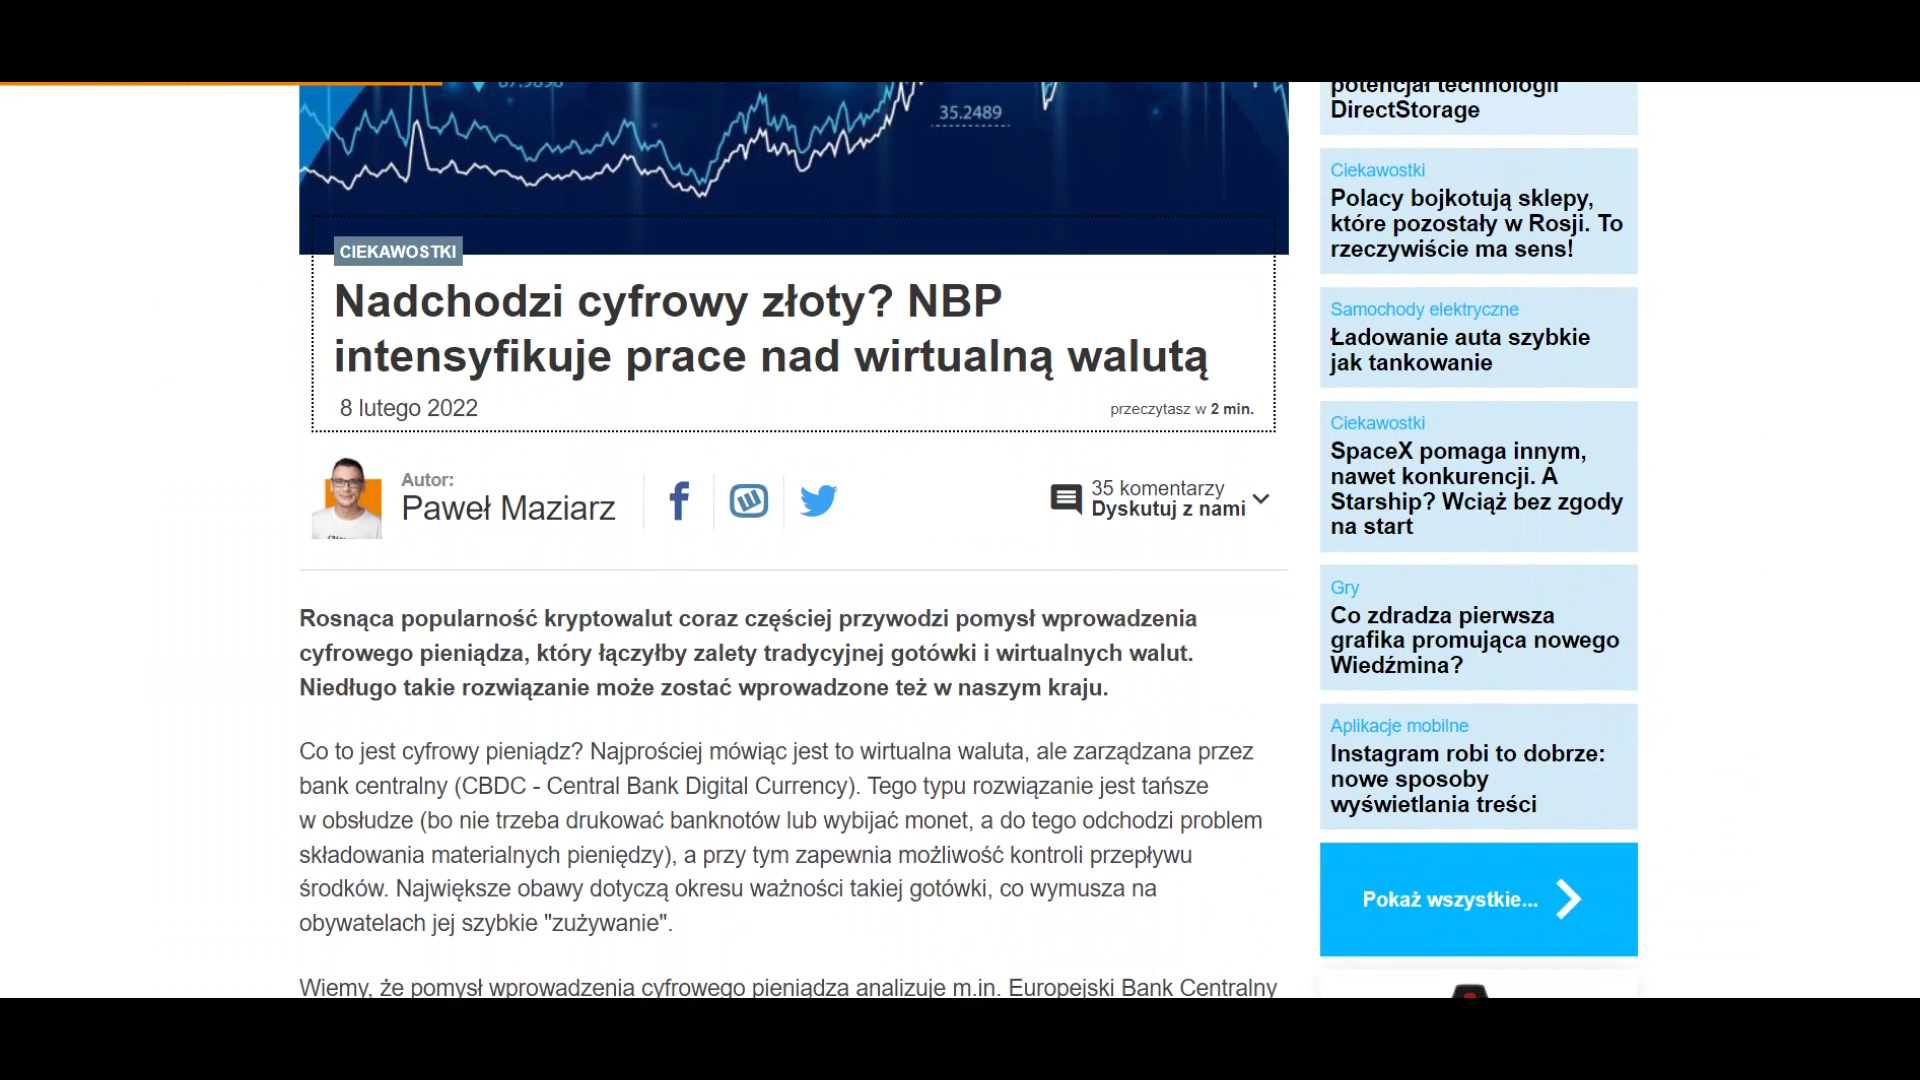 67.9898
35.2489
CIEKAWOSTKI
Nadchodzi cyfrowy złoty? NBP
intensyfikuje prace nad wirtualną walutą
8 lutego 2022
przeczytasz w 2 min.
Autor:
Paweł Maziarz
35 komentarzy
Dyskutuj z nami
Rosnąca popularność kryptowalut coraz częściej przywodzi pomysł wprowadzenia
cyfrowego pieniądza, który łączyłby zalety tradycyjnej gotówki i wirtualnych walut.
Niedługo takie rozwiązanie może zostać wprowadzone też w naszym kraju.
Co to jest cyfrowy pieniądz? Najprościej mówiąc jest to wirtualna waluta, ale zarządzana przez
bank centralny (CBDC - Central Bank Digital Currency). Tego typu rozwiązanie jest tańsze
w obsłudze (bo nie trzeba drukować banknotów lub wybijać monet, a do tego odchodzi problem
składowania materialnych pieniędzy), a przy tym zapewnia możliwość kontroli przepływu
środków. Największe obawy dotyczą okresu ważności takiej gotówki, co wymusza na
obywatelach jej szybkie "zużywanie".
Wiemy, że pomysł wprowadzenia cyfrowego pieniądza analizuje m.in. Europejski Bank Centralny
potencjał technologii
DirectStorage
Ciekawostki
Polacy bojkotują sklepy,
które pozostały w Rosji. To
rzeczywiście ma sens!
Samochody elektryczne
Ładowanie auta szybkie
jak tankowanie
Ciekawostki
SpaceX pomaga innym,
nawet konkurencji. A
Starship? Wciąż bez zgody
na start
Gry
Co zdradza pierwsza
grafika promująca nowego
Wiedźmina?
Aplikacje mobilne
Instagram robi to dobrze:
nowe sposoby
wyświetlania treści
Pokaż wszystkie...